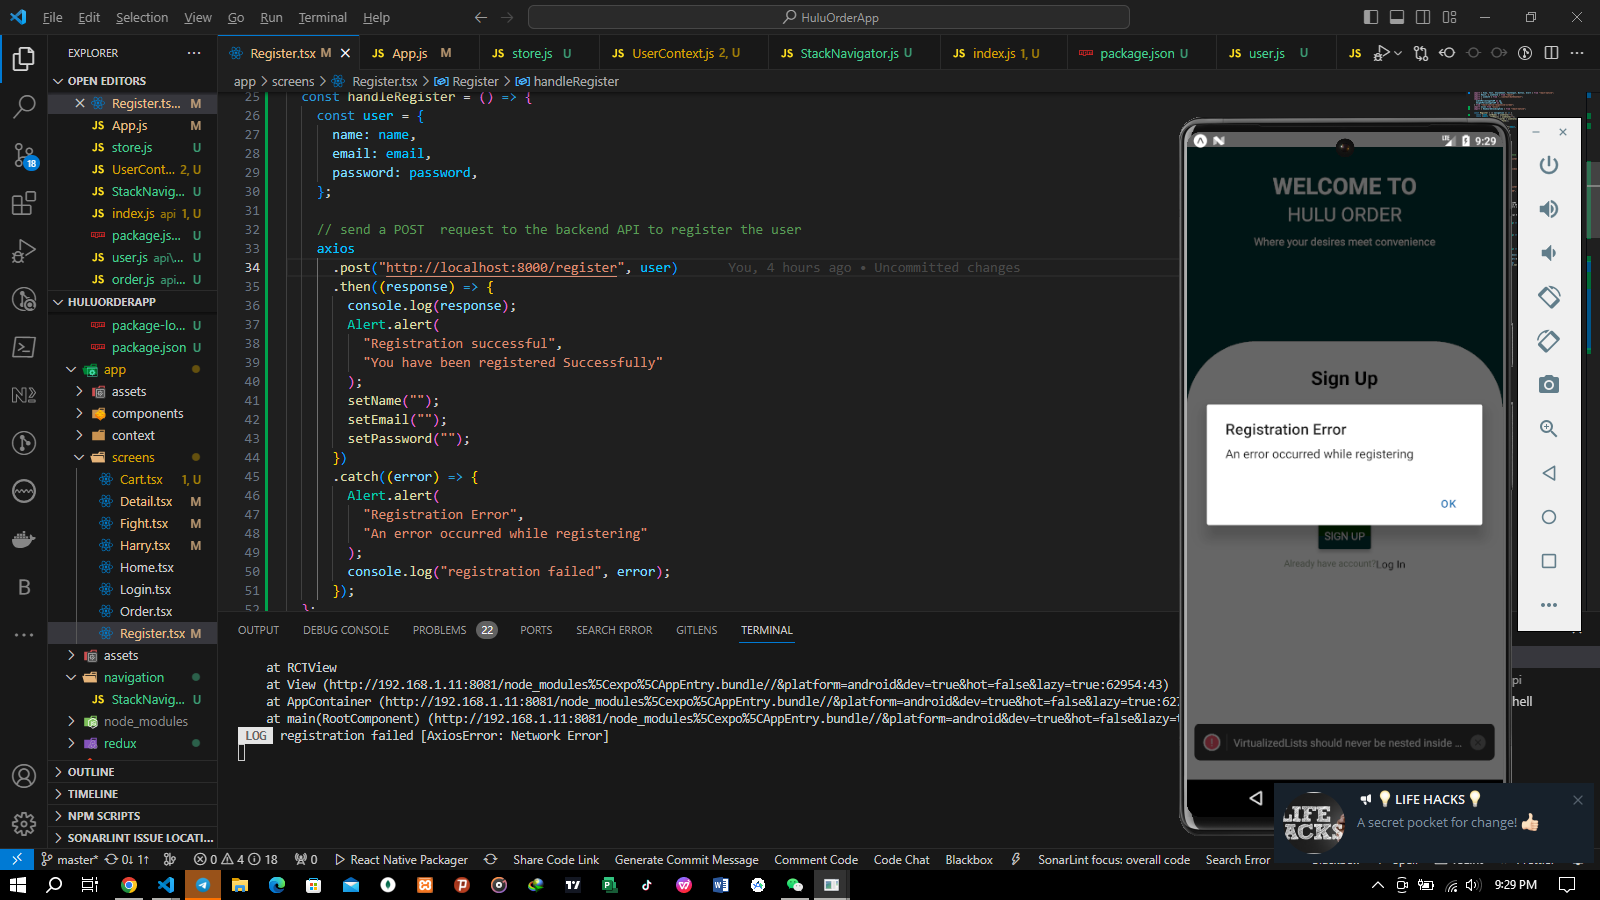 File Edit Selection View Go Run Terminal Help
HuluOrderApp
EXPLORER
OPEN EDITORS
Register.ts... M
App.js M
store.js U
UserCont... 2, U
StackNavig... U
index.js api 1, U
package.js... U
user.js api\... U
order.js api... U
HULUORDERAPP
package-lo... U
package.json U
app
assets
components
context
screens
Cart.tsx 1, U
Detail.tsx M
Fight.tsx M
Harry.tsx M
Home.tsx
Login.tsx
Order.tsx
Register.tsx M
assets
navigation
StackNavig... U
node_modules
redux
OUTLINE
TIMELINE
NPM SCRIPTS
SONARLINT ISSUE LOCATI...
18
Register.tsx M
App.js M
store.js U
UserContext.js 2, U
StackNavigator.js U
index.js 1, U
package.json U
user.js U
JS
app > screens > Register.tsx > Register > handleRegister
25 const handleRegister = () => {
26 const user = {
27 name: name,
28 email: email,
29 password: password,
30 };
31
32 // send a POST  request to the backend API to register the user
33 axios
34 .post("http://localhost:8000/register", user) You, 4 hours ago • Uncommitted changes
35 .then((response) => {
36 console.log(response);
37 Alert.alert(
38 "Registration successful",
39 "You have been registered Successfully"
40 );
41 setName("");
42 setEmail("");
43 setPassword("");
44 })
45 .catch((error) => {
46 Alert.alert(
47 "Registration Error",
48 "An error occurred while registering"
49 );
50 console.log("registration failed", error);
51 });
52 };
OUTPUT DEBUG CONSOLE PROBLEMS 22 PORTS SEARCH ERROR GITLENS TERMINAL
at RCTView
at View (http://192.168.1.11:8081/node_modules%5Cexpo%5CAppEntry.bundle//&platform=android&dev=true&hot=false&lazy=true:62954:43)
at AppContainer (http://192.168.1.11:8081/node_modules%5Cexpo%5CAppEntry.bundle//&platform=android&dev=true&hot=false&lazy=true:62
at main(RootComponent) (http://192.168.1.11:8081/node_modules%5Cexpo%5CAppEntry.bundle//&platform=android&dev=true&hot=false&lazy=t
LOG registration failed [AxiosError: Network Error]
9:29
WELCOME TO
HULU ORDER
Where your desires meet convenience
Sign Up
Registration Error
An error occurred while registering
OK
SIGN UP
Already have account? Log In
VirtualizedLists should never be nested inside ...
pi
hell
LIFE HACKS
LIFE HACKS
A secret pocket for change!
master* 0↓ 1↑ 0 4 18 0 React Native Packager Share Code Link Generate Commit Message Comment Code Code Chat Blackbox SonarLint focus: overall code Search Error
9:29 PM